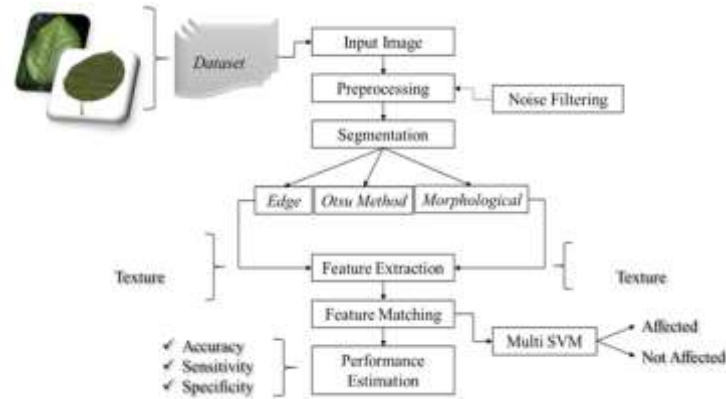 Dataset
Input Image
Preprocessing
Noise Filtering
Segmentation
Edge
Otsu Method
Morphological
Texture
Feature Extraction
Texture
Feature Matching
Multi SVM
Affected
Not Affected
✓ Accuracy
✓ Sensitivity
✓ Specificity
Performance
Estimation